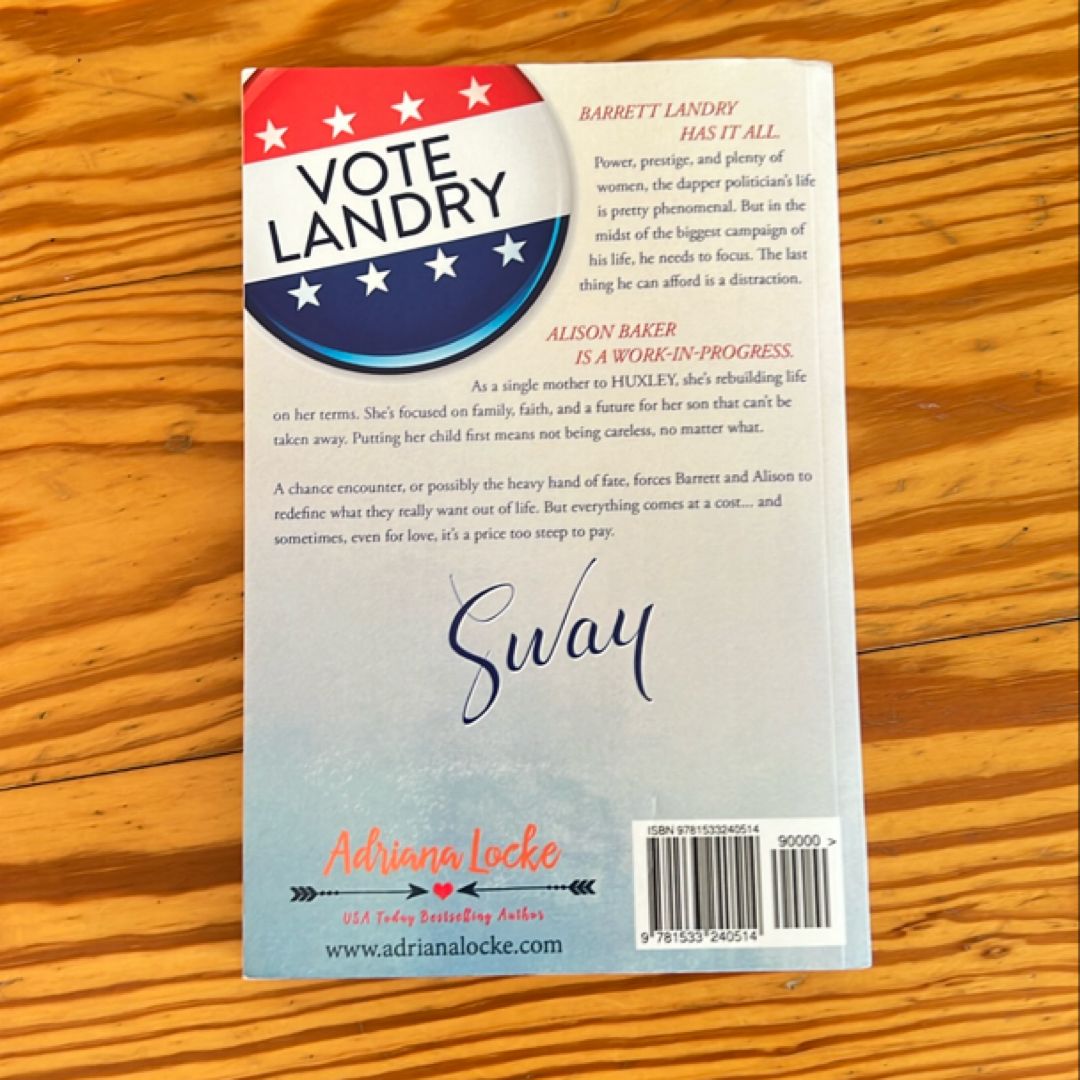 VOTE
LANDRY
BARRETT LANDRY
HAS IT ALL.
Power, prestige, and plenty of
women, the dapper politician's life
is pretty phenomenal. But in the
midst of the biggest campaign of
his life, he needs to focus. The last
thing he can afford is a distraction.
ALISON BAKER
IS A WORK-IN-PROGRESS.
As a single mother to HUXLEY, she's rebuilding life
on her terms. She's focused on family, faith, and a future for her son that can't be
taken away. Putting her child first means not being careless, no matter what.
A chance encounter, or possibly the heavy hand of fate, forces Barrett and Alison to
redefine what they really want out of life. But everything comes at a cost... and
sometimes, even for love, it's a price too steep to pay.
Sway
Adriana Locke
USA Today Bestselling Author
www.adrianalocke.com
ISBN 9781533240514
90000 >
9 781533 240514